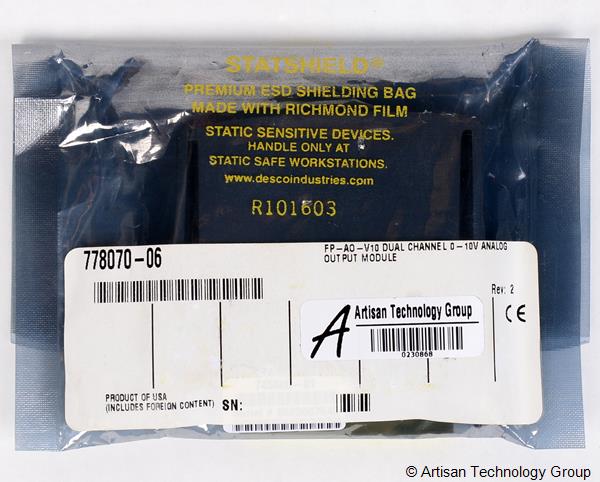 STATSHIELD®
PREMIUM ESD SHIELDING BAG
MADE WITH RICHMOND FILM
STATIC SENSITIVE DEVICES.
HANDLE ONLY AT
STATIC SAFE WORKSTATIONS.
www.descoindustries.com
R101603
778070-06
FP-AO-V10 DUAL CHANNEL 0-10V ANALOG
OUTPUT MODULE
Rev: 2
CE
A Artisan Technology Group
0230868
PRODUCT OF USA
(INCLUDES FOREIGN CONTENT) SN:
© Artisan Technology Group